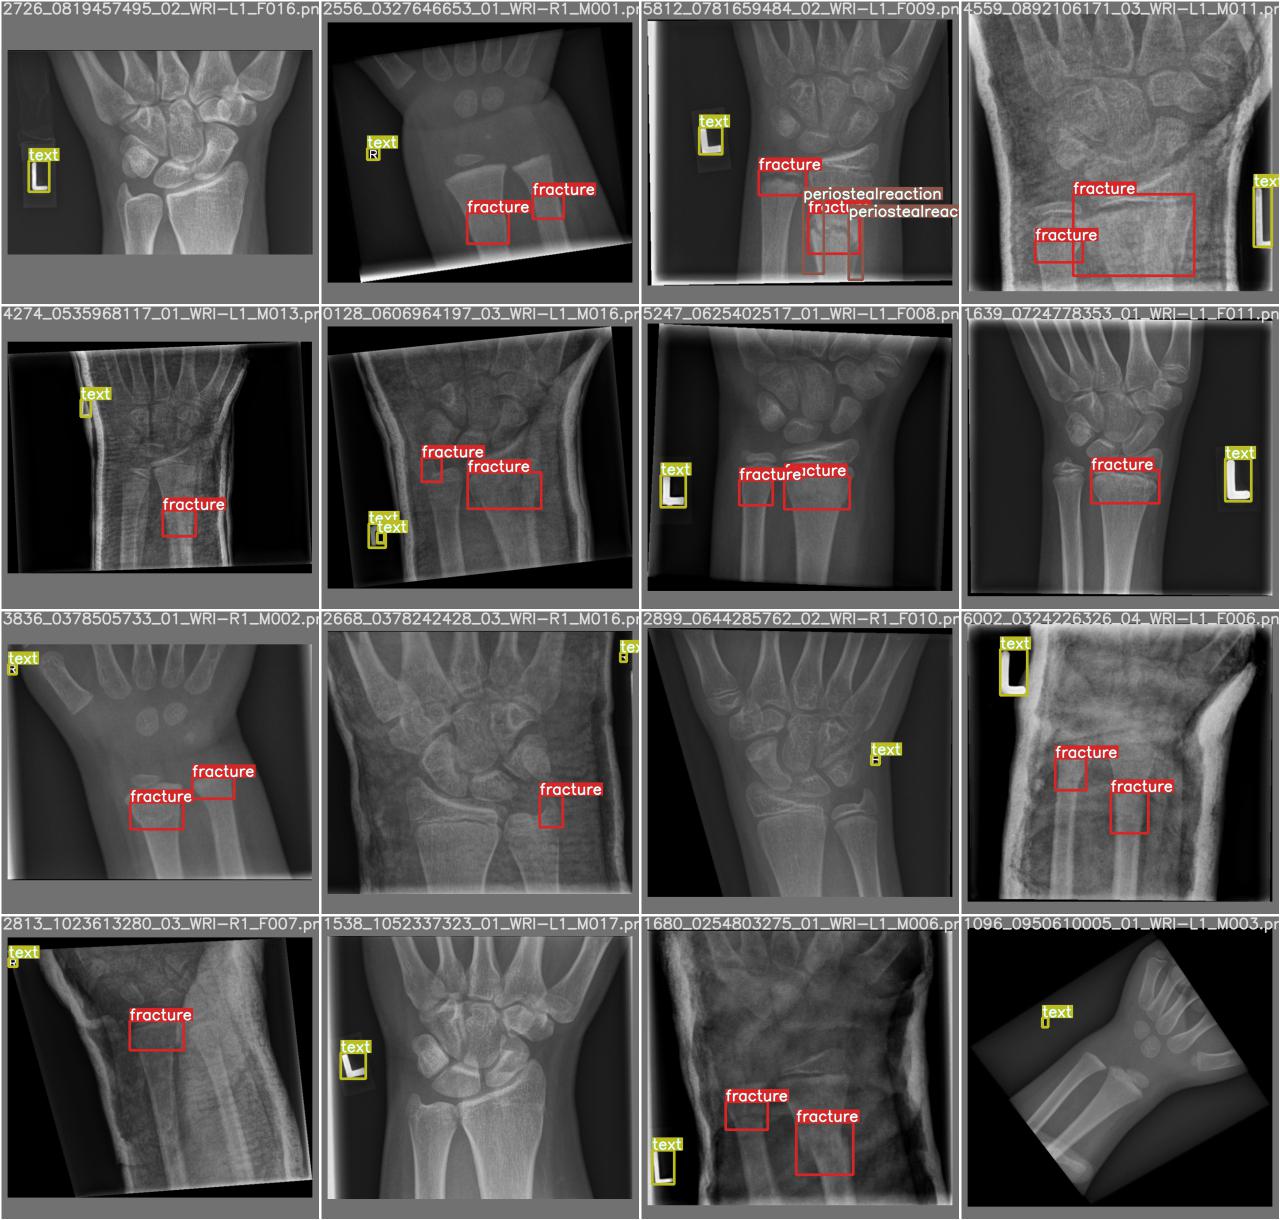 2726_0819457495_02_WRI-L1_F016.pn
2556_0327646653_01_WRI-R1_M001.pn
5812_0781659484_02_WRI-L1_F009.pn
4559_0892106171_03_WRI-L1_M011.pn
text
L
text
R
fracture
fracture
text
L
fracture
periostealreaction
fractu
periostealreac
text
L
fracture
fracture
4274_0535968117_01_WRI-L1_M013.pn
0128_0606964197_03_WRI-L1_M016.pn
5247_0625402517_01_WRI-L1_F008.pn
1639_0724778353_01_WRI-L1_F011.pn
text
fracture
fracture
fracture
text
text
text
L
fracture
fracture
text
L
fracture
3836_0378505733_01_WRI-R1_M002.pn
2668_0378242428_03_WRI-R1_M016.pn
2899_0644285762_02_WRI-R1_F010.pn
6002_0324226326_04_WRI-L1_F006.pn
text
R
fracture
fracture
tex
fracture
text
text
L
fracture
fracture
2813_1023613280_03_WRI-R1_F007.pn
1538_1052337323_01_WRI-L1_M017.pn
1680_0254803275_01_WRI-L1_M006.pn
1096_0950610005_01_WRI-L1_M003.pn
text
R
fracture
text
L
fracture
fracture
text
L
text